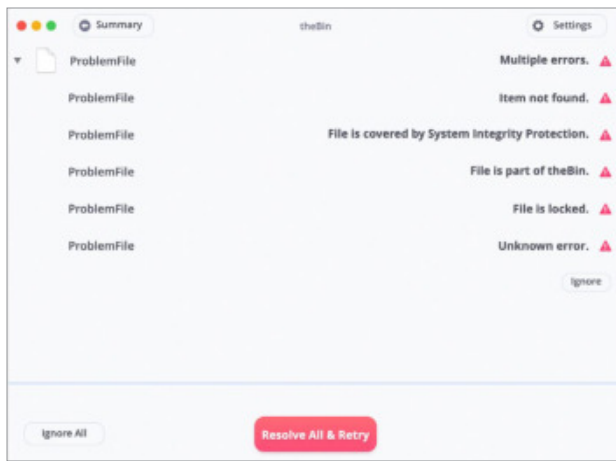 Summary
theBin
Settings
ProblemFile Multiple errors.
ProblemFile Item not found.
ProblemFile File is covered by System Integrity Protection.
ProblemFile File is part of theBin.
ProblemFile File is locked.
ProblemFile Unknown error.
Ignore
Ignore All
Resolve All & Retry